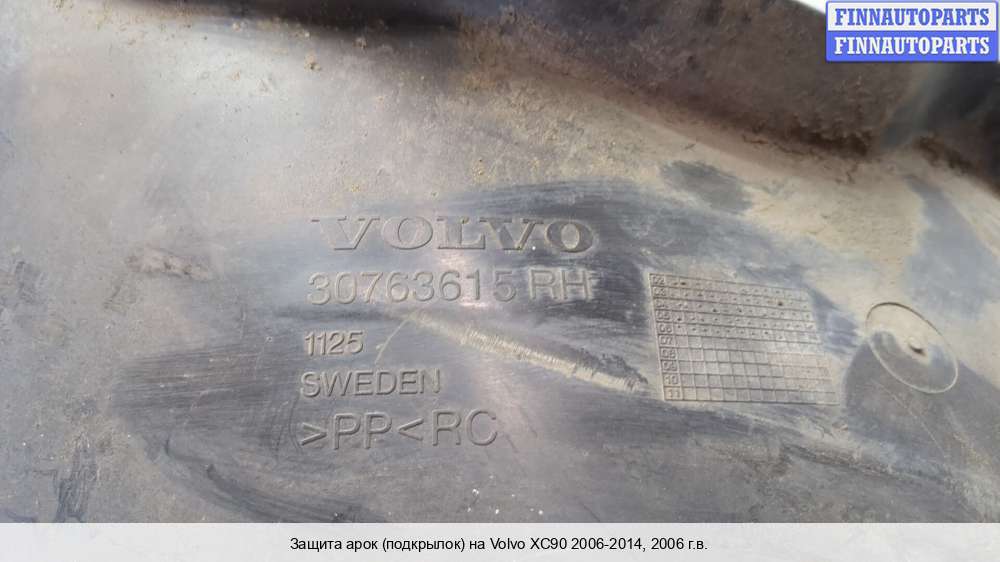 FINNAUTOPARTS
FINNAUTOPARTS
VOLVO
30763615 RH
1125
SWEDEN
>PP<RC
Защита арок (подкрылок) на Volvo XC90 2006-2014, 2006 г.в.